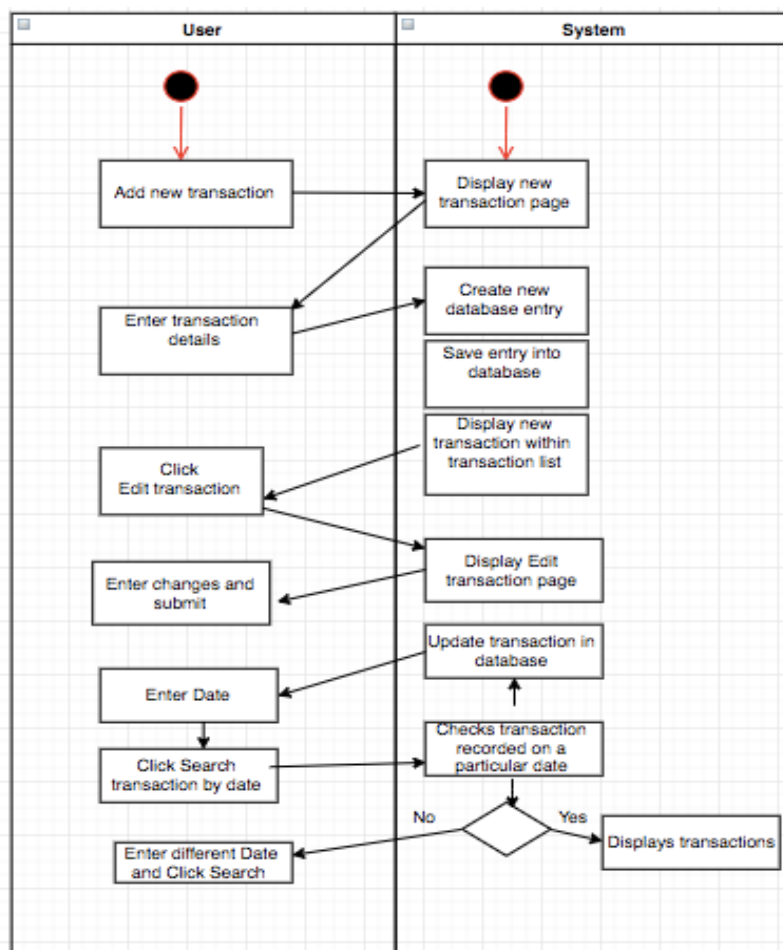 User
System
Add new transaction
Display new
transaction page
Enter transaction
details
Create new
database entry
Save entry into
database
Display new
transaction within
transaction list
Click
Edit transaction
Display Edit
transaction page
Enter changes and
submit
Update transaction in
database
Enter Date
Click Search
transaction by date
Checks transaction
recorded on a
particular date
No
Yes
Displays transactions
Enter different Date
and Click Search